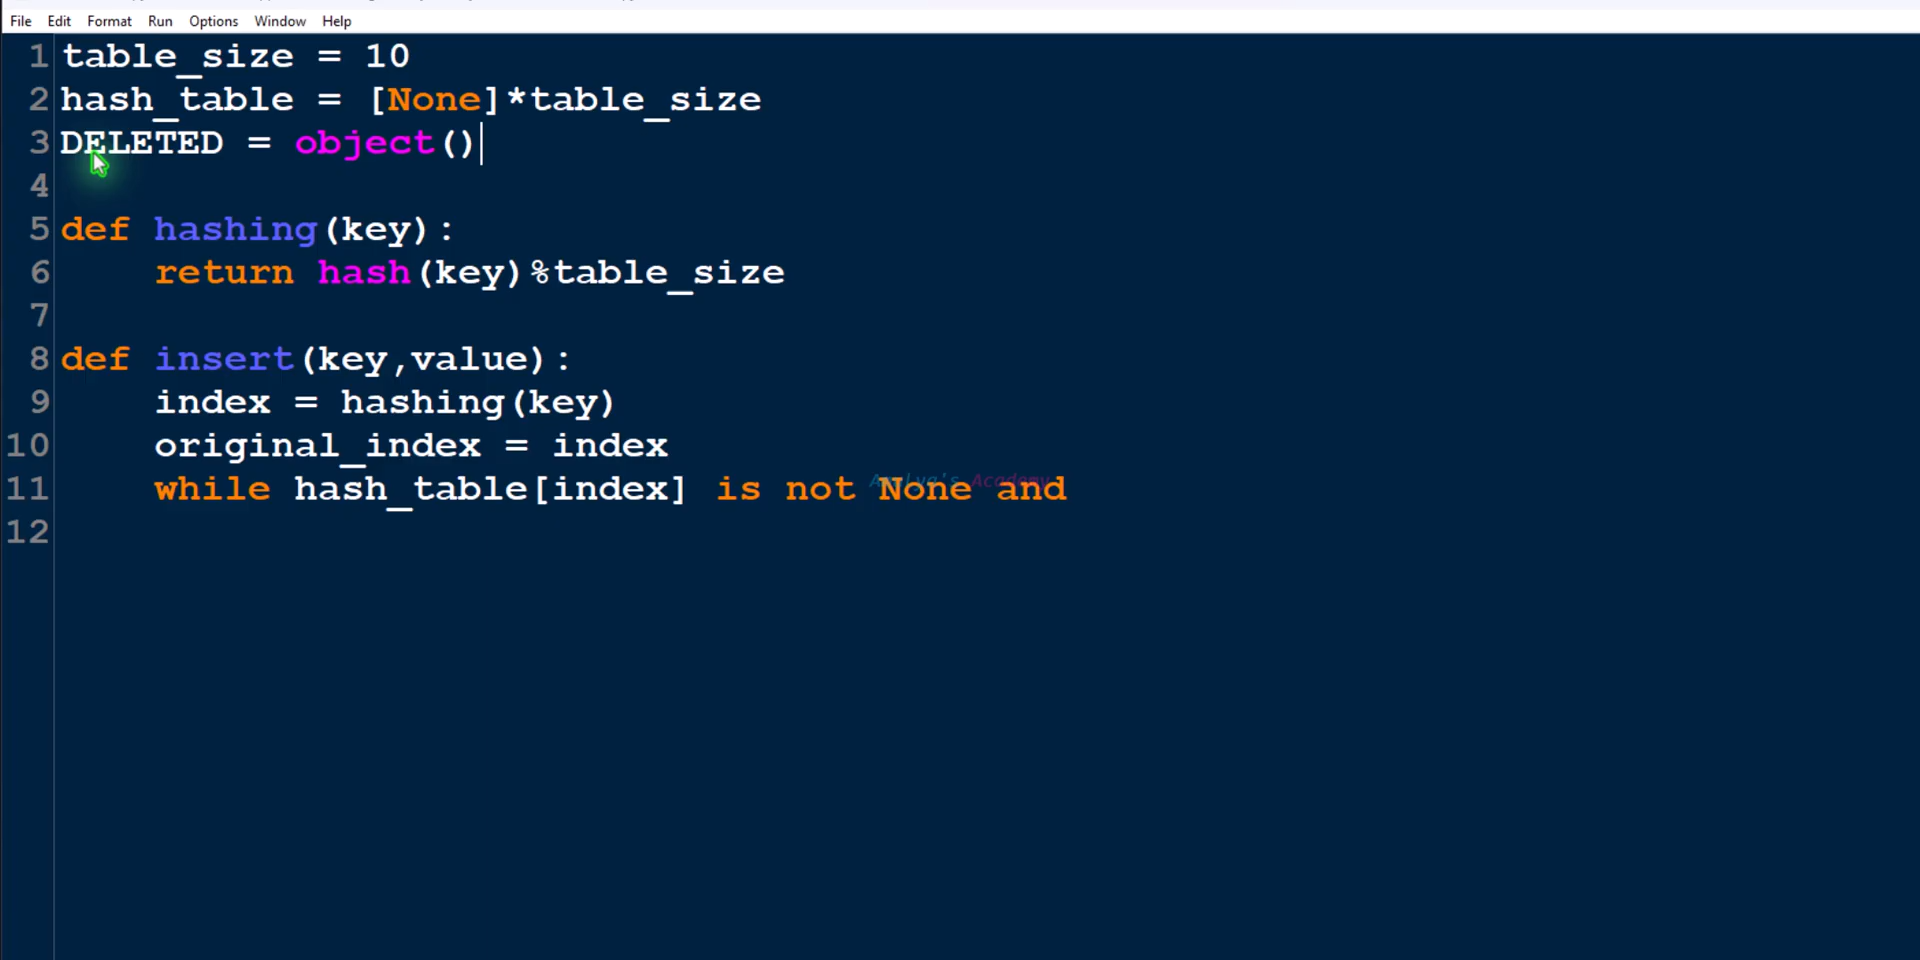 File Edit Format Run Options Window Help
1 table_size = 10
2 hash_table = [None]*table_size
3 DELETED = object()
4
5 def hashing(key):
6     return hash(key)%table_size
7
8 def insert(key,value):
9     index = hashing(key)
10     original_index = index
11     while hash_table[index] is not None and
12